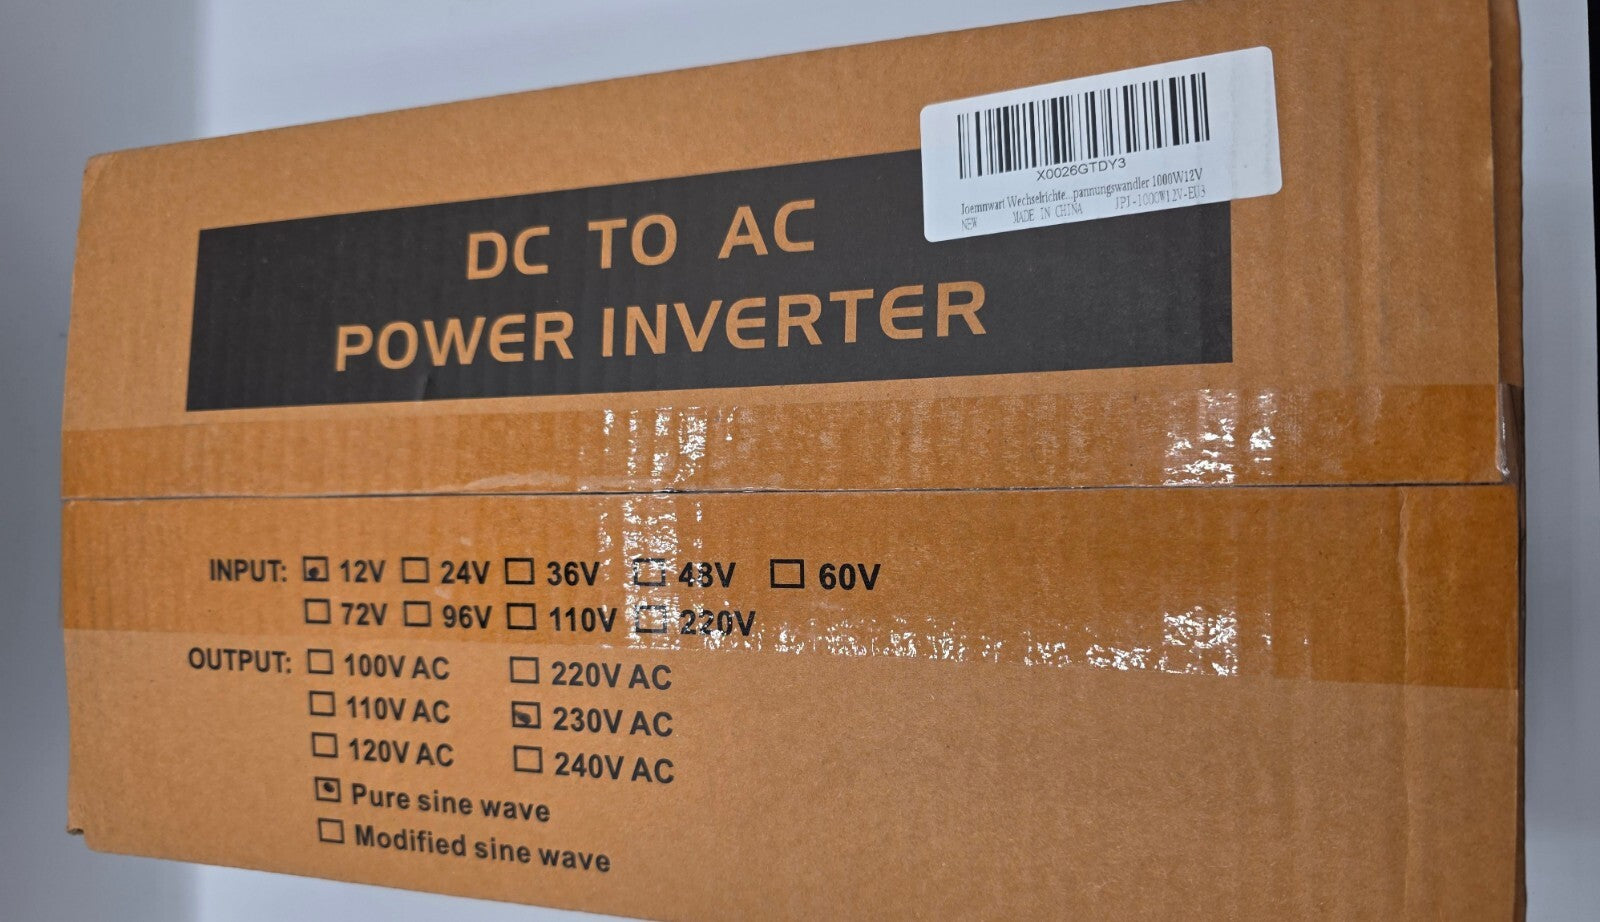 X0026GTDY3
Joemnwart Wechselrichte...pannungswandler 1000W12V
NEW MADE IN CHINA JPJ-1000W12V-EU3
DC TO AC
POWER INVERTER
INPUT: 12V 24V 36V 48V 60V
72V 96V 110V 220V
OUTPUT: 100V AC 220V AC
110V AC 230V AC
120V AC 240V AC
Pure sine wave
Modified sine wave